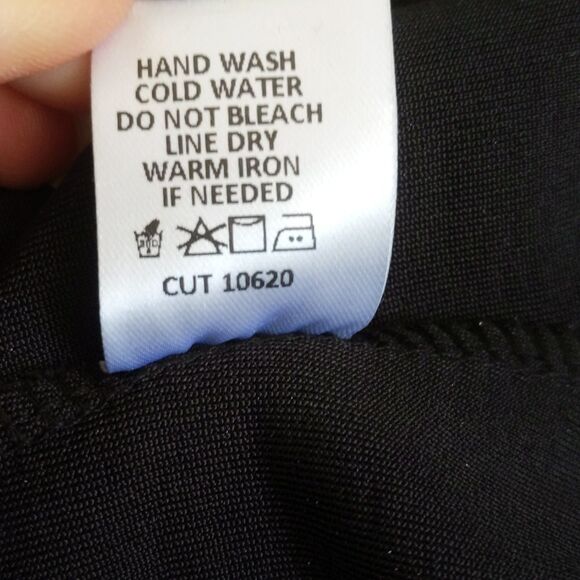 HAND WASH
COLD WATER
DO NOT BLEACH
LINE DRY
WARM IRON
IF NEEDED
CUT 10620